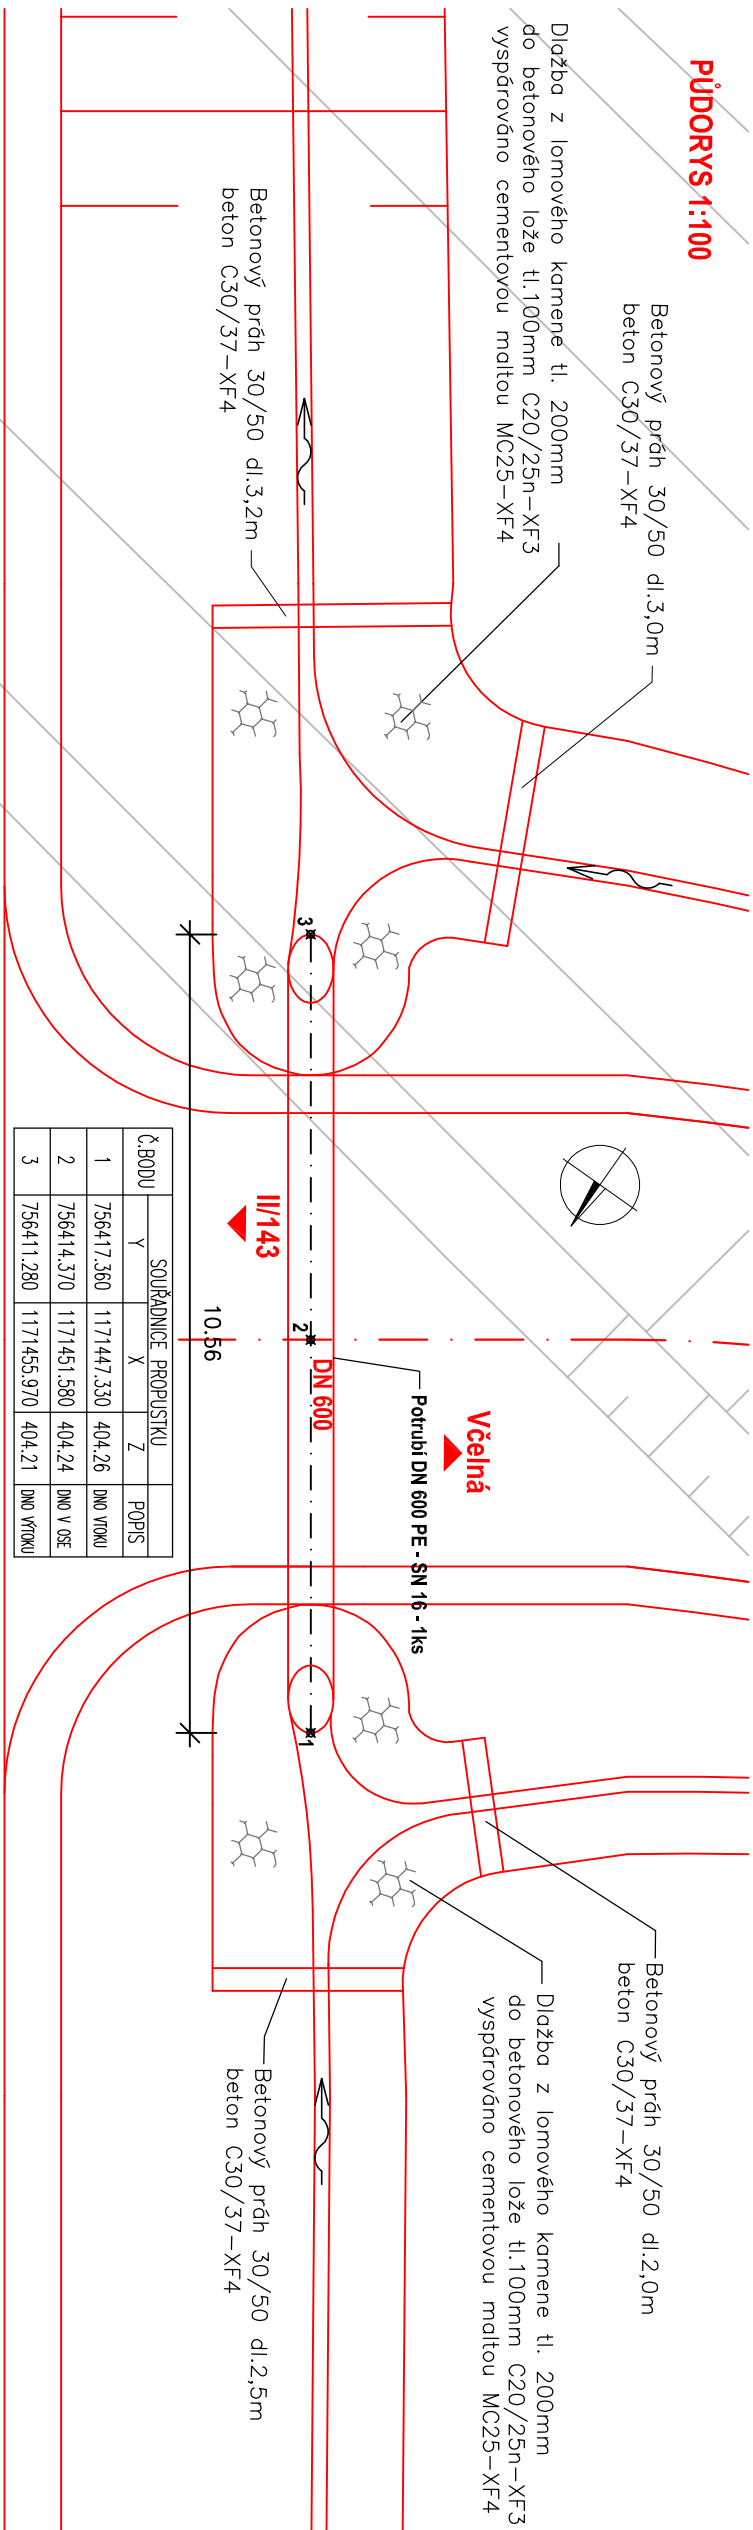 PŮDORYS 1:100
Betonový práh 30/50 dl.3,0m
beton C30/37-XF4
Dlažba z lomového kamene tl. 200mm
do betonového lože tl.100mm C20/25n-XF3
vyspárováno cementovou maltou MC25-XF4
Betonový práh 30/50 dl.3,2m
beton C30/37-XF4
3
10.56
II/143
2
DN 600
Potrubí DN 600 PE - SN 16 - 1ks
Včelná
1
Č.BODU SOUŘADNICE PROPUSTKU
Y X Z POPIS
1 756417.360 1171447.330 404.26 DNO VTOKU
2 756414.370 1171451.580 404.24 DNO V OSE
3 756411.280 1171455.970 404.21 DNO VÝTOKU
Betonový práh 30/50 dl.2,0m
beton C30/37-XF4
Dlažba z lomového kamene tl. 200mm
do betonového lože tl.100mm C20/25n-XF3
vyspárováno cementovou maltou MC25-XF4
Betonový práh 30/50 dl.2,5m
beton C30/37-XF4